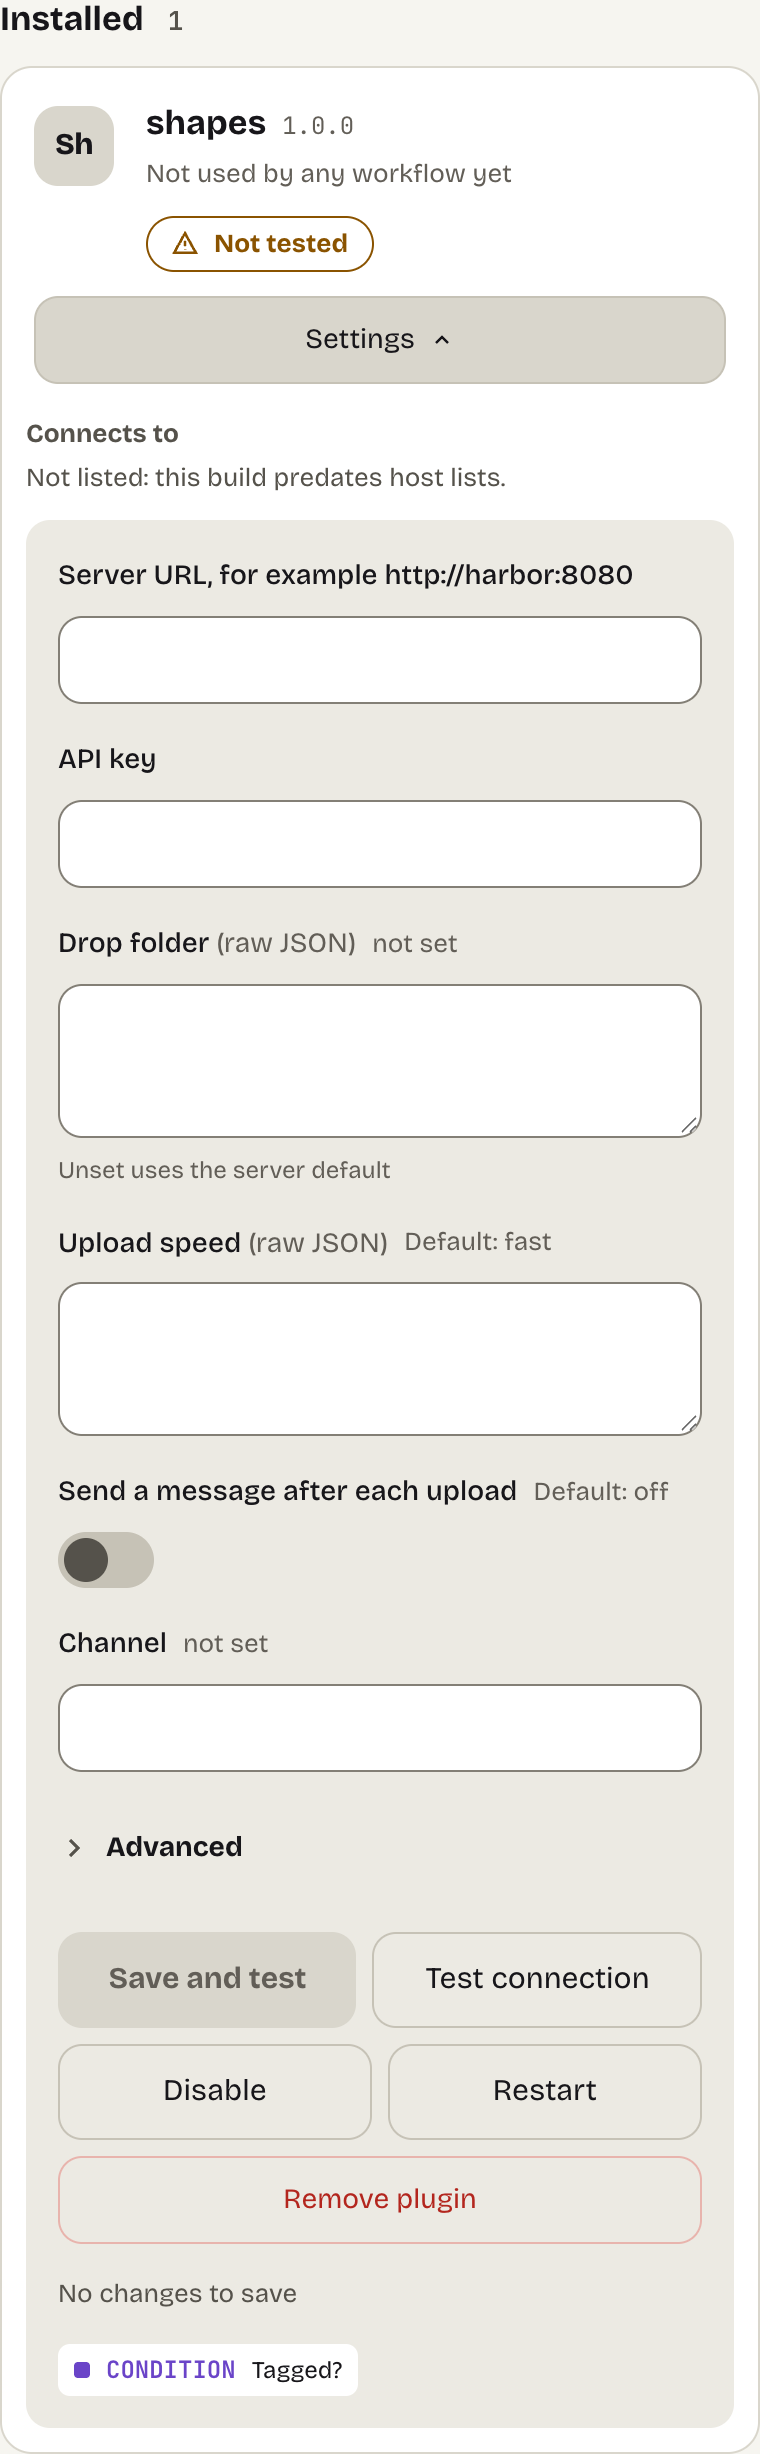 Installed 1
Sh
shapes 1.0.0
Not used by any workflow yet
Not tested
Settings
Connects to
Not listed: this build predates host lists.
Server URL, for example http://harbor:8080
API key
Drop folder (raw JSON) not set
Unset uses the server default
Upload speed (raw JSON) Default: fast
Send a message after each upload Default: off
Channel not set
Advanced
Save and test Test connection
Disable Restart
Remove plugin
No changes to save
CONDITION Tagged?